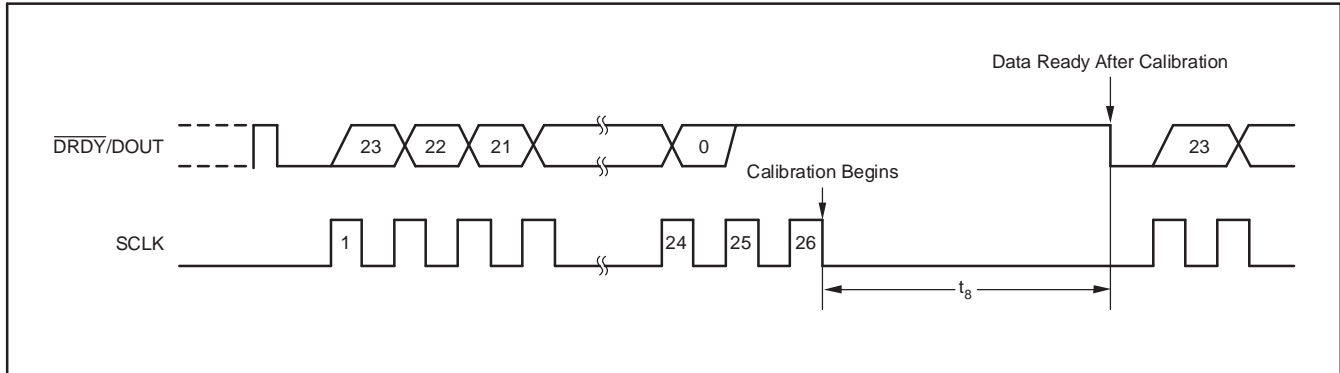 Data Ready After Calibration
DRDY/DOUT
23
22
21
0
23
Calibration Begins
SCLK
1
24
25
26
t8